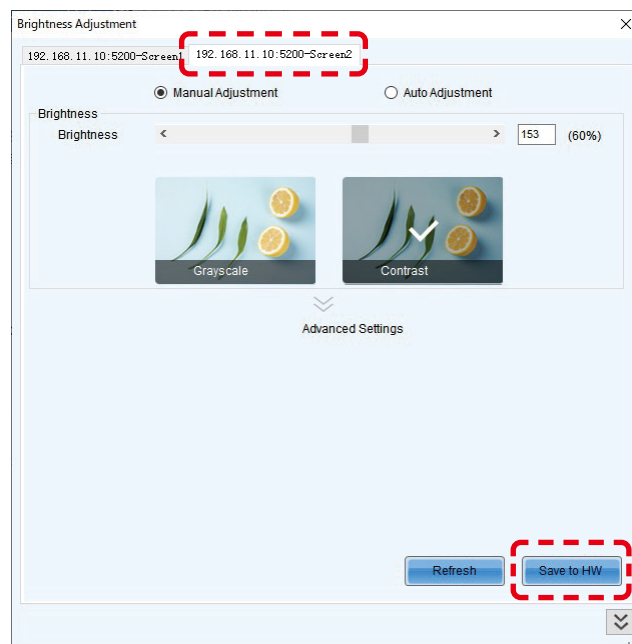 Brightness Adjustment
192.168.11.10:5200-Screen1 192.168.11.10:5200-Screen2
Manual Adjustment Auto Adjustment
Brightness
Brightness 153 (60%)
Grayscale Contrast
Advanced Settings
Refresh Save to HW